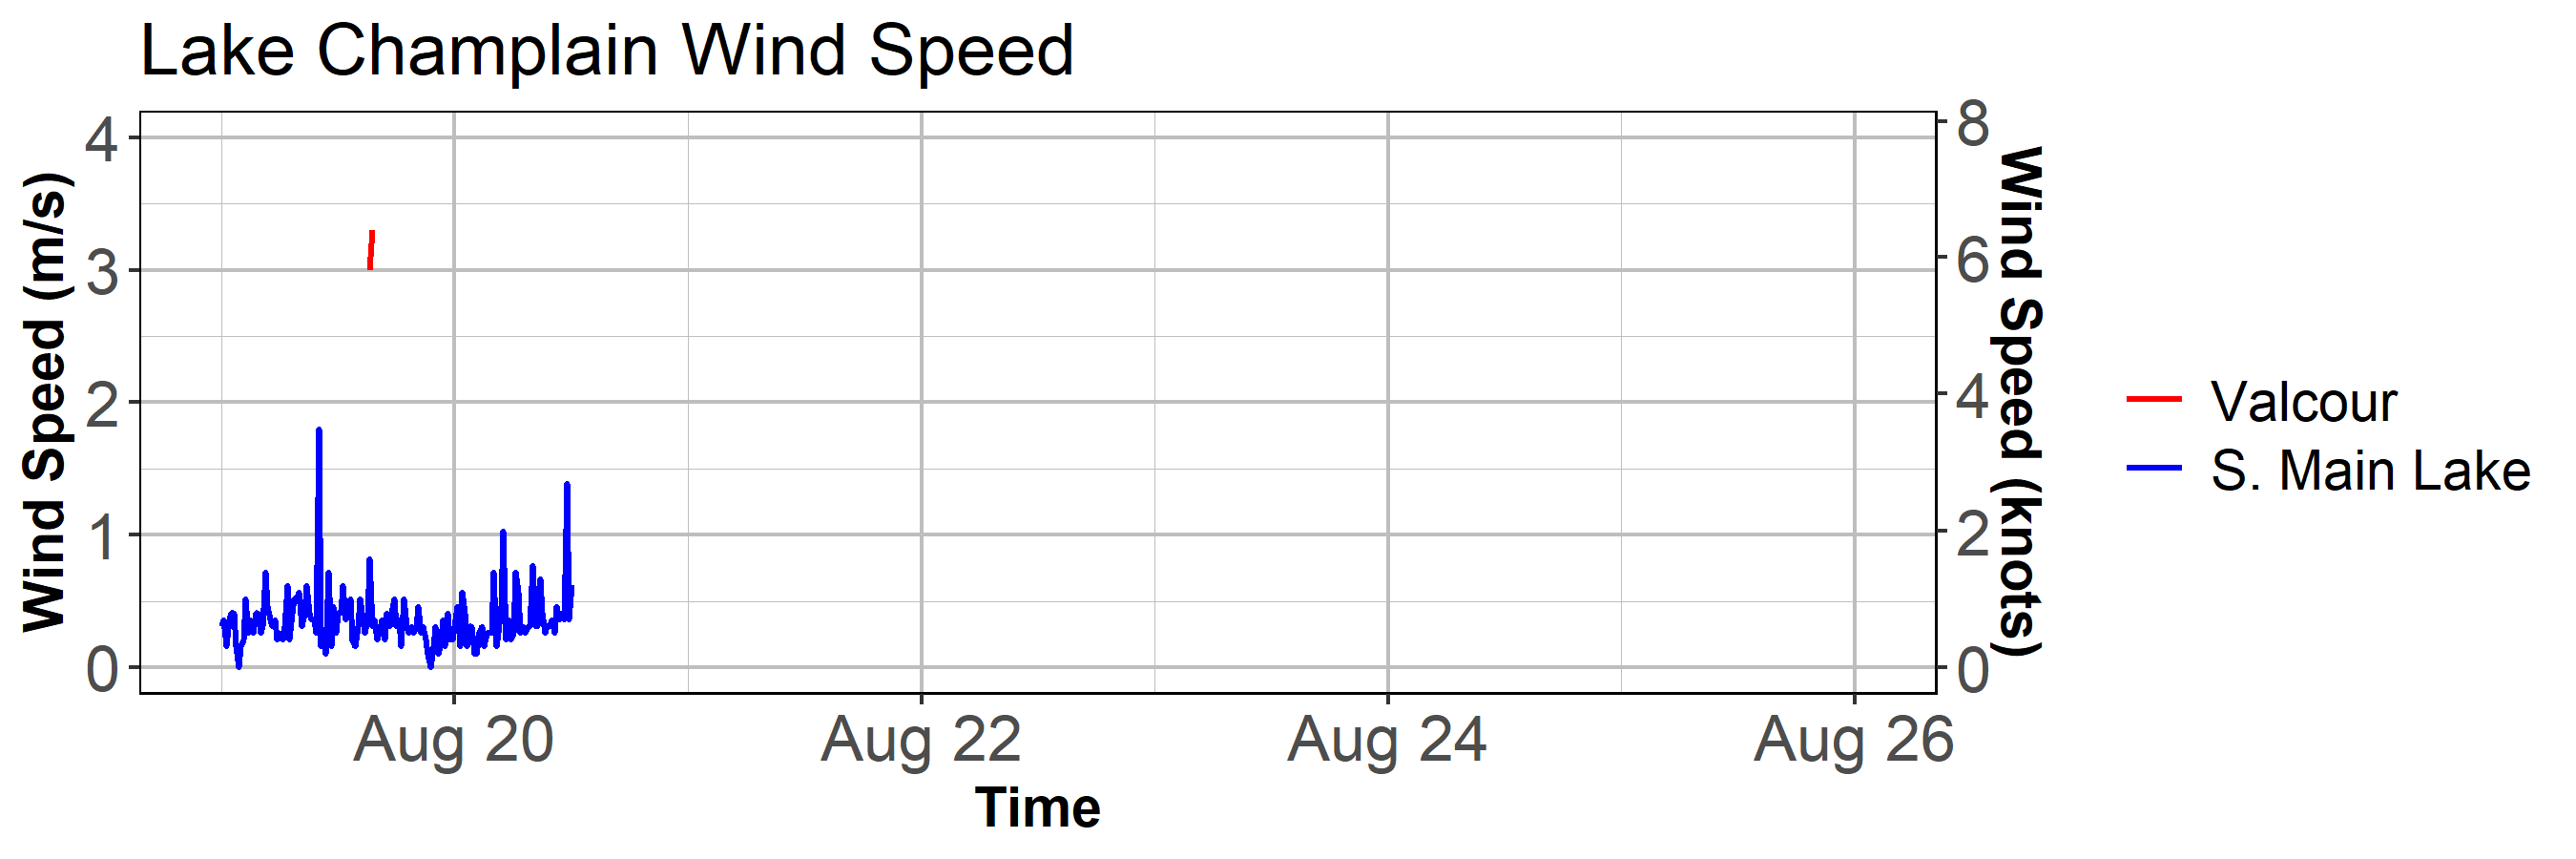 Lake Champlain Wind Speed
Wind Speed (m/s)
4
3
2
1
0
8
6
4
2
0
Wind Speed (knots)
Aug 20
Aug 22
Aug 24
Aug 26
Time
Valcour
S. Main Lake